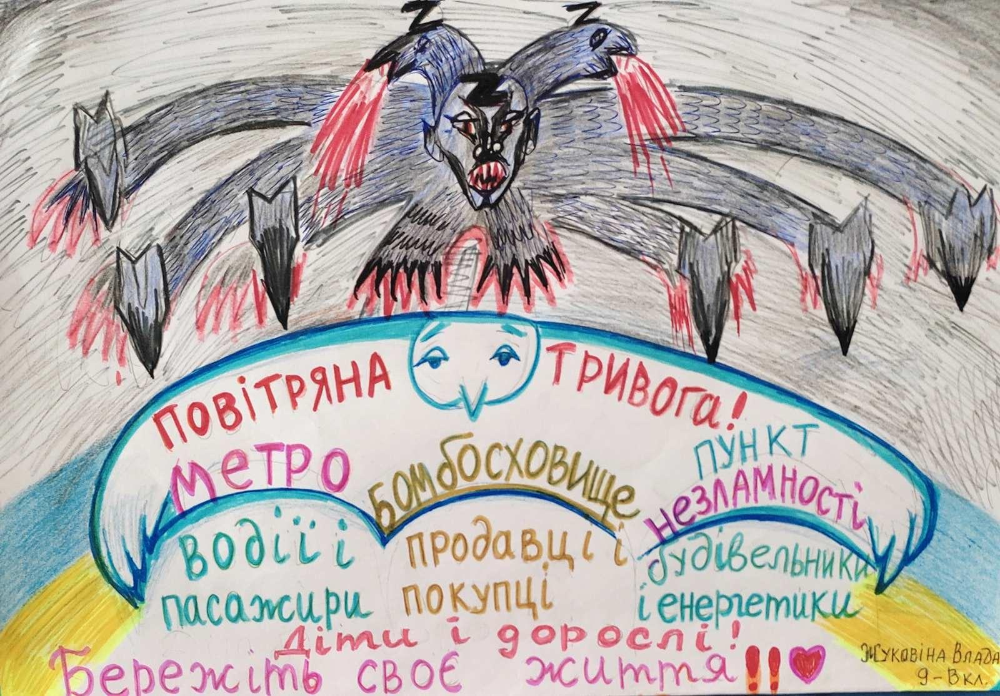 Z
Z
Z
ПОВІТРЯНА ТРИВОГА!
МЕТРО
БОМБОСХОВИЩЕ
ПУНКТ
НЕЗЛАМНОСТІ
ВОДІЇ І
ПАСАЖИРИ
ПРОДАВЦІ І
ПОКУПЦІ
будівельники
і енергетики
Діти і дорослі!
Бережіть своє життя!!
Жуковіна Влада
9-В кл.